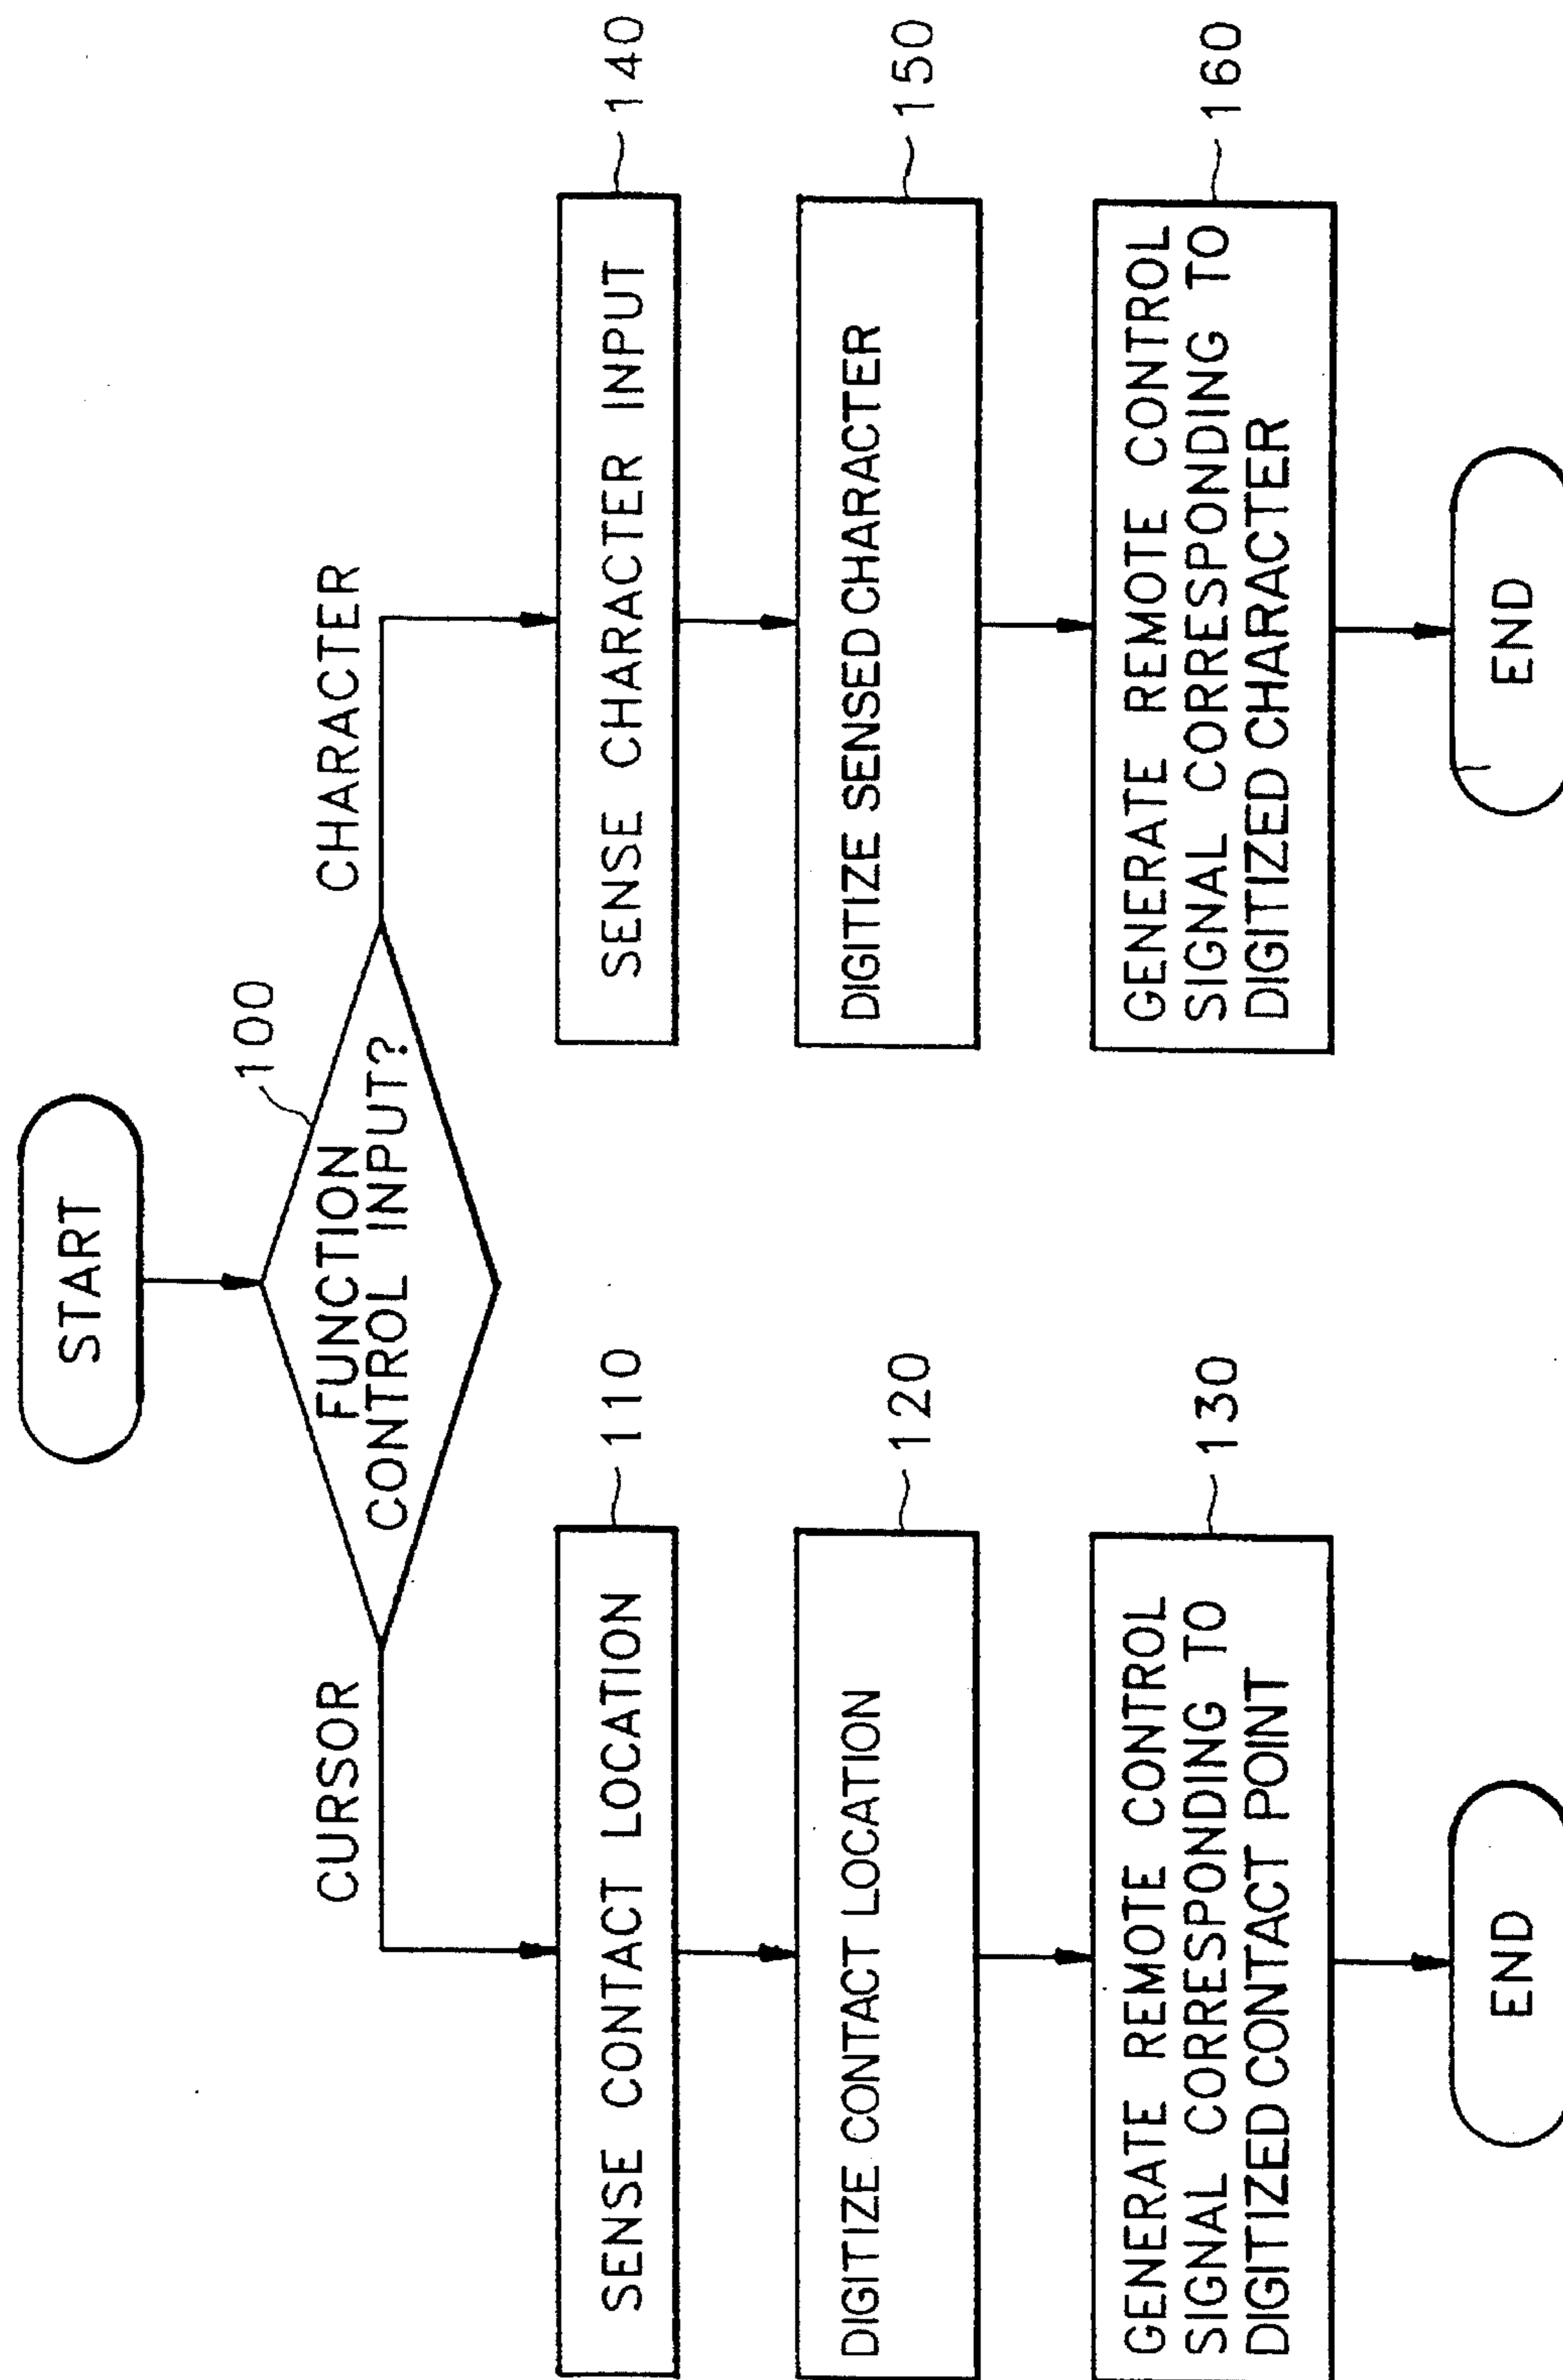 START
100
FUNCTION
CONTROL INPUT?
CURSOR
CHARACTER
SENSE CONTACT LOCATION
110
DIGITIZE CONTACT LOCATION
120
GENERATE REMOTE CONTROL
SIGNAL CORRESPONDING TO
DIGITIZED CONTACT POINT
130
END
SENSE CHARACTER INPUT
140
DIGITIZE SENSED CHARACTER
150
GENERATE REMOTE CONTROL
SIGNAL CORRESPONDING TO
DIGITIZED CHARACTER
160
END